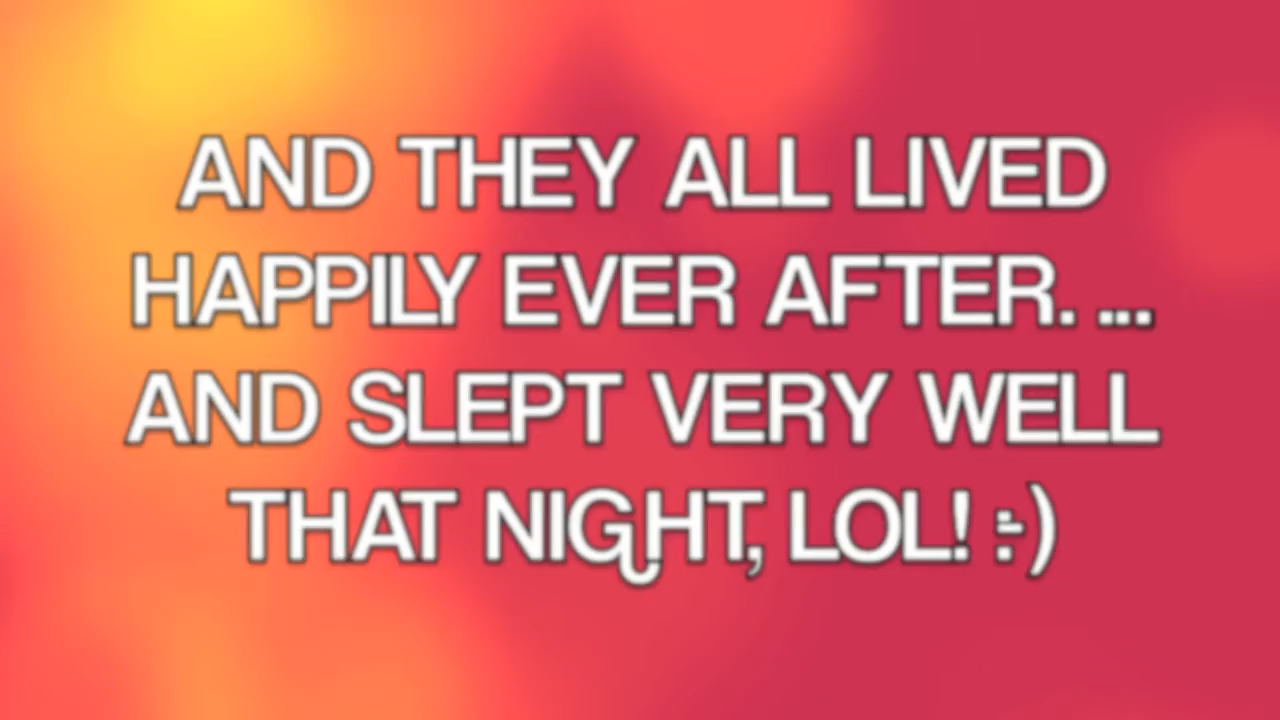 AND THEY ALL LIVED
HAPPILY EVER AFTER. ...
AND SLEPT VERY WELL
THAT NIGHT, LOL! :-)